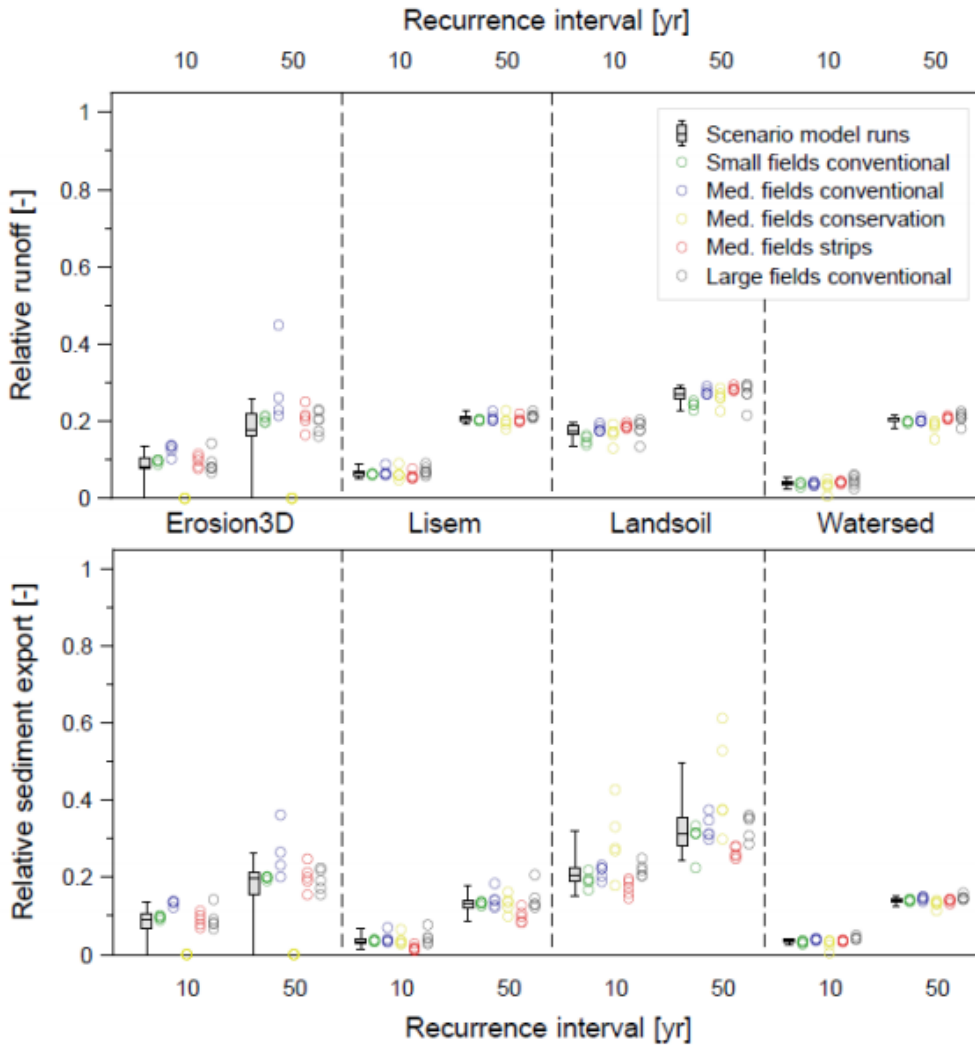 Recurrence interval [yr]
10 50 10 50 10 50 10 50
Relative runoff [-]
1
0.8
0.6
0.4
0.2
0
Scenario model runs
Small fields conventional
Med. fields conventional
Med. fields conservation
Med. fields strips
Large fields conventional
Erosion3D Lisem Landsoil Watersed
Relative sediment export [-]
1
0.8
0.6
0.4
0.2
0
10 50 10 50 10 50 10 50
Recurrence interval [yr]